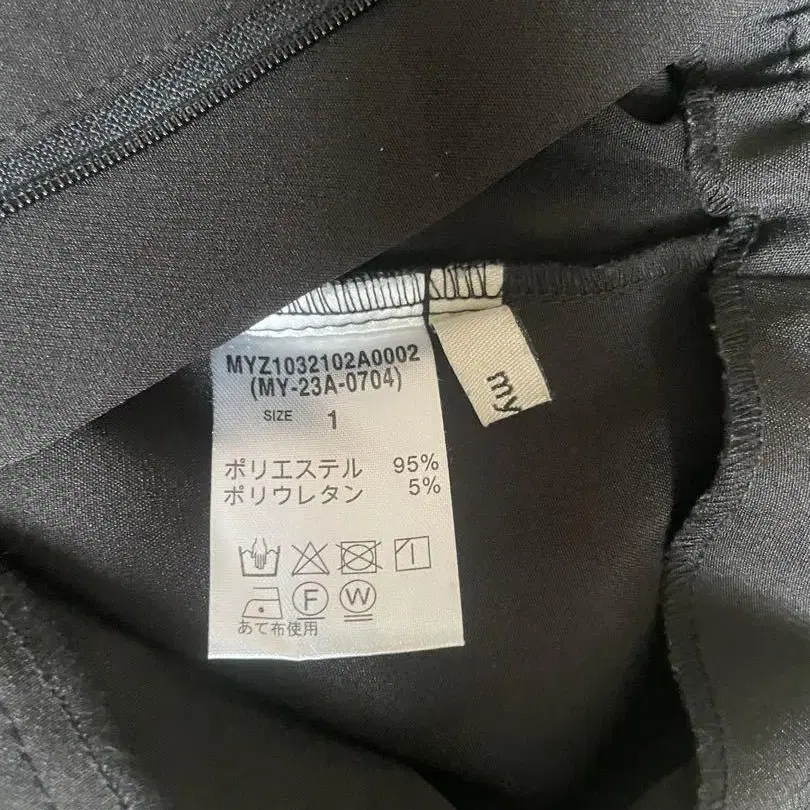 MYZ1032102A0002
(MY-23A-0704)
SIZE 1
ポリエステル 95%
ポリウレタン 5%
F W
あて布使用
my